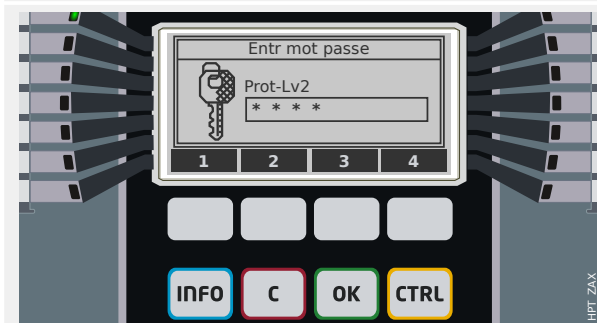 Entr mot passe
Prot-Lv2
* * * *
1 2 3 4
INFO C OK CTRL
HPT ZAX